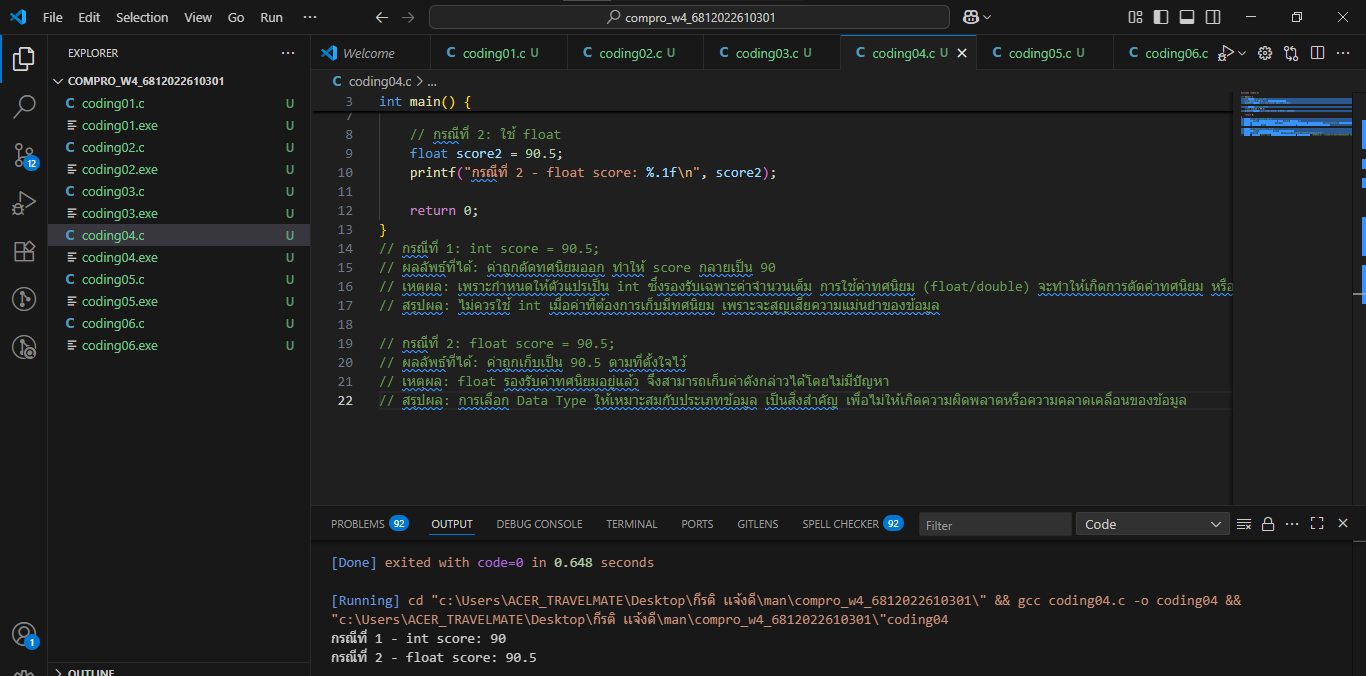 File Edit Selection View Go Run ··· compro_w4_6812022610301
EXPLORER ···
Welcome C coding01.c U C coding02.c U C coding03.c U C coding04.c U C coding05.c U C coding06.c
COMPRO_W4_6812022610301
C coding01.c U
coding01.exe U
C coding02.c U
coding02.exe U
C coding03.c U
coding03.exe U
C coding04.c U
coding04.exe U
C coding05.c U
coding05.exe U
C coding06.c U
coding06.exe U
OUTLINE
12
1
C coding04.c > ...
3 int main() {
7
8 // กรณีที่ 2: ใช้ float
9 float score2 = 90.5;
10 printf("กรณีที่ 2 - float score: %.1f\n", score2);
11
12 return 0;
13 }
14 // กรณีที่ 1: int score = 90.5;
15 // ผลลัพธ์ที่ได้: ค่าถูกตัดทศนิยมออก ทำให้ score กลายเป็น 90
16 // เหตุผล: เพราะกำหนดให้ตัวแปรเป็น int ซึ่งรองรับเฉพาะค่าจำนวนเต็ม การใช้ค่าทศนิยม (float/double) จะทำให้เกิดการตัดค่าทศนิยม หรือ
17 // สรุปผล: ไม่ควรใช้ int เมื่อค่าที่ต้องการเก็บมีทศนิยม เพราะจะสูญเสียความแม่นยำของข้อมูล
18
19 // กรณีที่ 2: float score = 90.5;
20 // ผลลัพธ์ที่ได้: ค่าถูกเก็บเป็น 90.5 ตามที่ตั้งใจไว้
21 // เหตุผล: float รองรับค่าทศนิยมอยู่แล้ว จึงสามารถเก็บค่าดังกล่าวได้โดยไม่มีปัญหา
22 // สรุปผล: การเลือก Data Type ให้เหมาะสมกับประเภทข้อมูล เป็นสิ่งสำคัญ เพื่อไม่ให้เกิดความผิดพลาดหรือความคลาดเคลื่อนของข้อมูล
PROBLEMS 92 OUTPUT DEBUG CONSOLE TERMINAL PORTS GITLENS SPELL CHECKER 92 Filter Code
[Done] exited with code=0 in 0.648 seconds
[Running] cd "c:\Users\ACER_TRAVELMATE\Desktop\กีรติ แจ้งดี\man\compro_w4_6812022610301\" && gcc coding04.c -o coding04 &&
"c:\Users\ACER_TRAVELMATE\Desktop\กีรติ แจ้งดี\man\compro_w4_6812022610301\"coding04
กรณีที่ 1 - int score: 90
กรณีที่ 2 - float score: 90.5